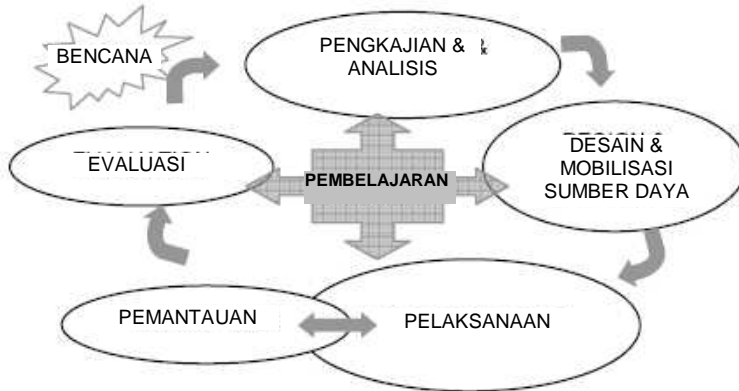 BENCANA
PENGKAJIAN &
ANALISIS
DESAIN &
MOBILISASI
SUMBER DAYA
EVALUASI
PEMBELAJARAN
PEMANTAUAN
PELAKSANAAN